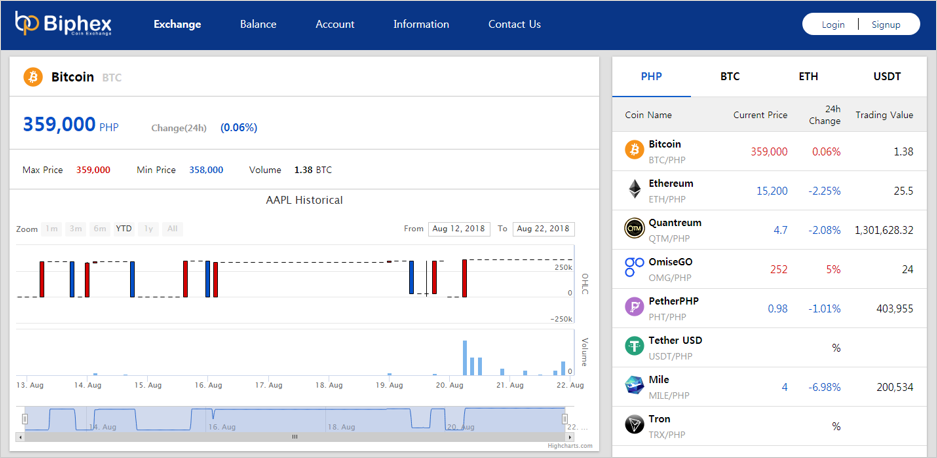 Biphex
Coin Exchange
Exchange Balance Account Information Contact Us
Login Signup
Bitcoin BTC
359,000 PHP Change(24h) (0.06%)
Max Price 359,000 Min Price 358,000 Volume 1.38 BTC
AAPL Historical
Zoom 1m 3m 6m YTD 1y All From Aug 12, 2018 To Aug 22, 2018
250k
0
-250k
OHLC
0
Volume
13. Aug 14. Aug 15. Aug 16. Aug 17. Aug 18. Aug 19. Aug 20. Aug 21. Aug 22. Aug
14. Aug 16. Aug 18. Aug 20. Aug 22. ...
Highcharts.com
PHP BTC ETH USDT
Coin Name Current Price 24h Change Trading Value
Bitcoin
BTC/PHP 359,000 0.06% 1.38
Ethereum
ETH/PHP 15,200 -2.25% 25.5
QTM
Quantreum
QTM/PHP 4.7 -2.08% 1,301,628.32
OmiseGO
OMG/PHP 252 5% 24
PetherPHP
PHT/PHP 0.98 -1.01% 403,955
Tether USD
USDT/PHP %
Mile
MILE/PHP 4 -6.98% 200,534
Tron
TRX/PHP %